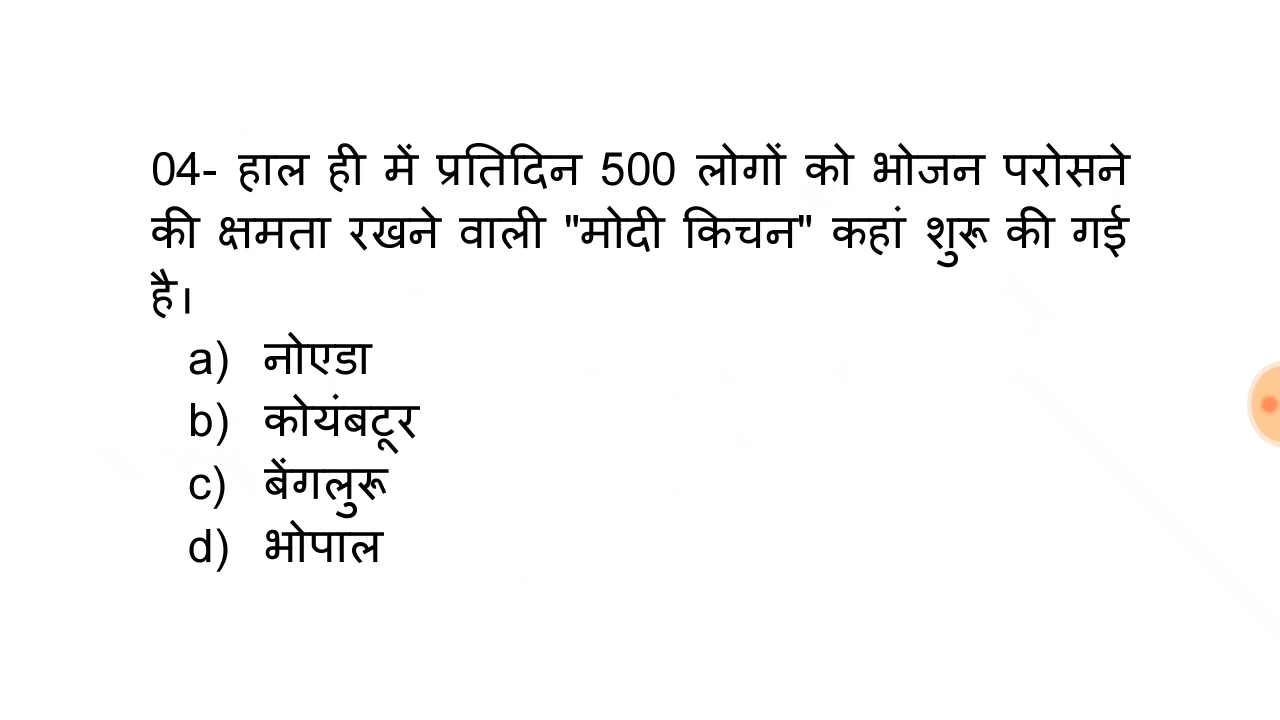 04- हाल ही में प्रतिदिन 500 लोगों को भोजन परोसने
की क्षमता रखने वाली "मोदी किचन" कहां शुरू की गई
है।
a) नोएडा
b) कोयंबटूर
c) बेंगलुरू
d) भोपाल